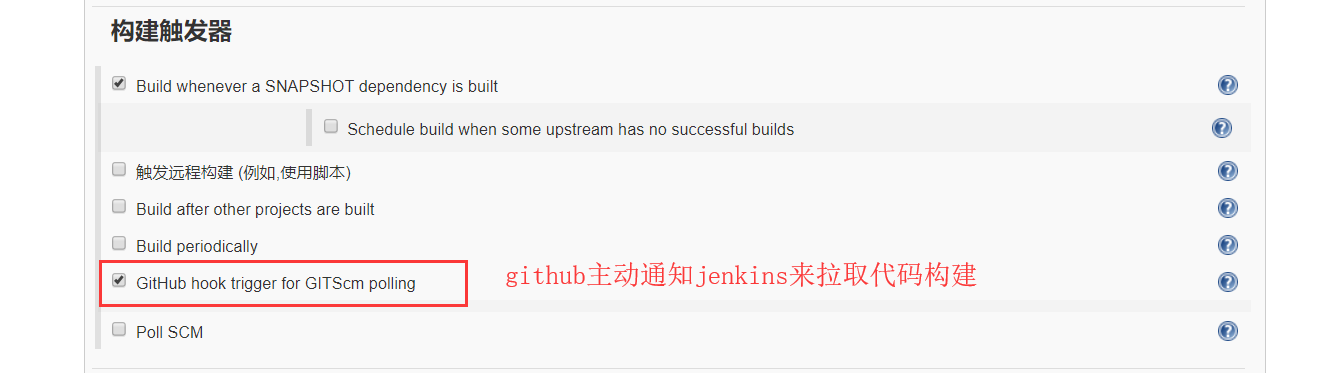 构建触发器
Build whenever a SNAPSHOT dependency is built
Schedule build when some upstream has no successful builds
触发远程构建 (例如,使用脚本)
Build after other projects are built
Build periodically
GitHub hook trigger for GITScm polling
github主动通知jenkins来拉取代码构建
Poll SCM